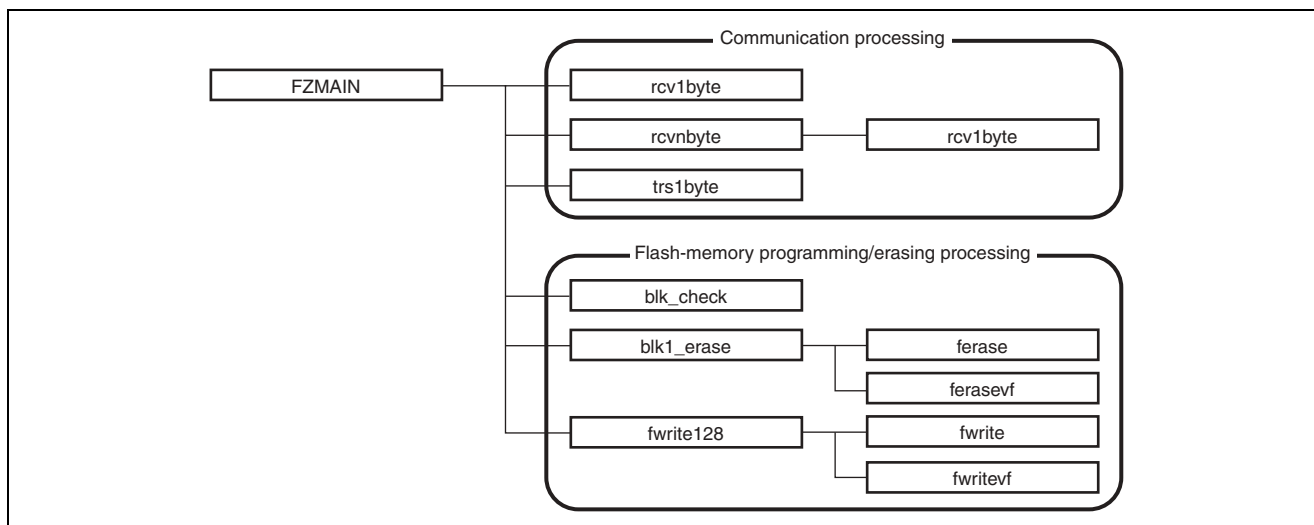 Communication processing
FZMAIN
rcv1byte
rcvnbyte
rcv1byte
trs1byte
Flash-memory programming/erasing processing
blk_check
blk1_erase
ferase
ferasevf
fwrite128
fwrite
fwritevf